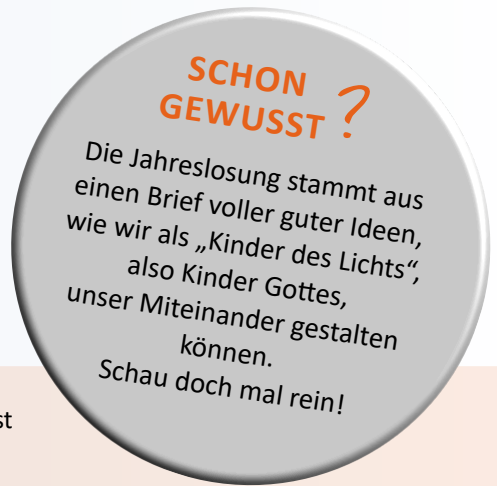 SCHON
GEWUSST ?
Die Jahreslosung stammt aus
einen Brief voller guter Ideen,
wie wir als „Kinder des Lichts“,
also Kinder Gottes,
unser Miteinander gestalten
können.
Schau doch mal rein!
st